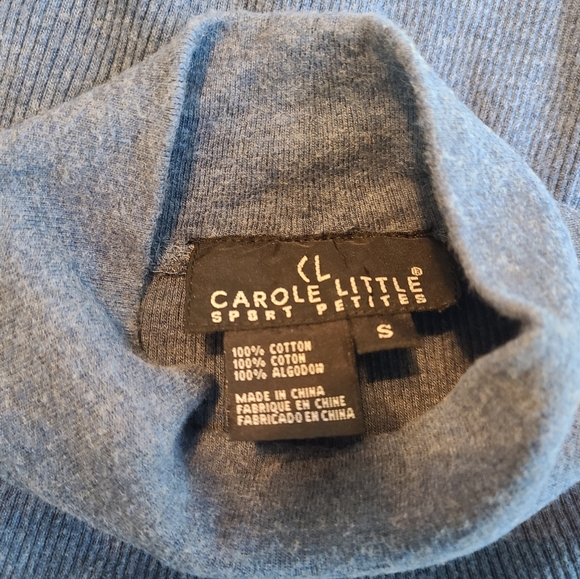 CL
CAROLE LITTLE®
SPORT PETITES
S
100% COTTON
100% COTON
100% ALGODOW
MADE IN CHINA
FABRIQUE EN CHINE
FABRICADO EN CHINA